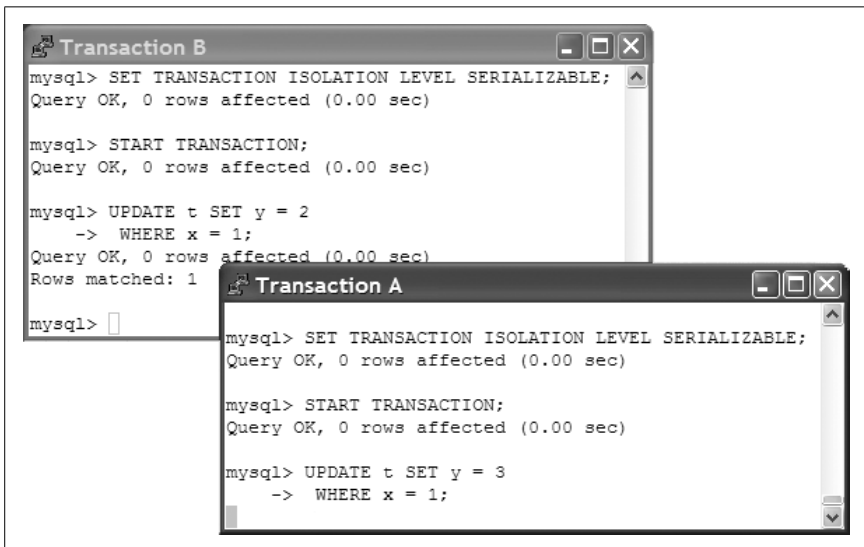 Transaction B
mysql> SET TRANSACTION ISOLATION LEVEL SERIALIZABLE;
Query OK, 0 rows affected (0.00 sec)
mysql> START TRANSACTION;
Query OK, 0 rows affected (0.00 sec)
mysql> UPDATE t SET y = 2
-> WHERE x = 1;
Query OK, 0 rows affected (0.00 sec)
Rows matched: 1
mysql>
Transaction A
mysql> SET TRANSACTION ISOLATION LEVEL SERIALIZABLE;
Query OK, 0 rows affected (0.00 sec)
mysql> START TRANSACTION;
Query OK, 0 rows affected (0.00 sec)
mysql> UPDATE t SET y = 3
-> WHERE x = 1;